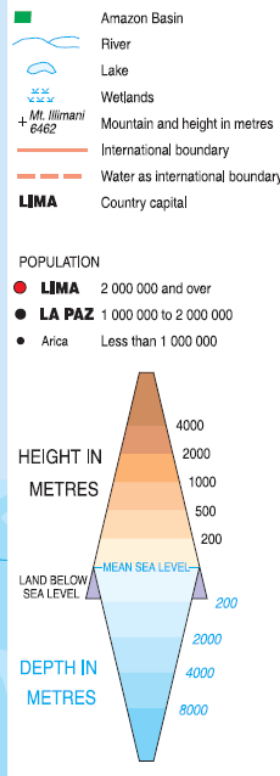 Amazon Basin
River
Lake
Wetlands
+ Mt. Illimani
6462
Mountain and height in metres
International boundary
Water as international boundary
LIMA Country capital
POPULATION
LIMA 2 000 000 and over
LA PAZ 1 000 000 to 2 000 000
Arica Less than 1 000 000
HEIGHT IN
METRES
4000
2000
1000
500
200
MEAN SEA LEVEL
LAND BELOW
SEA LEVEL
DEPTH IN
METRES
200
2000
4000
8000